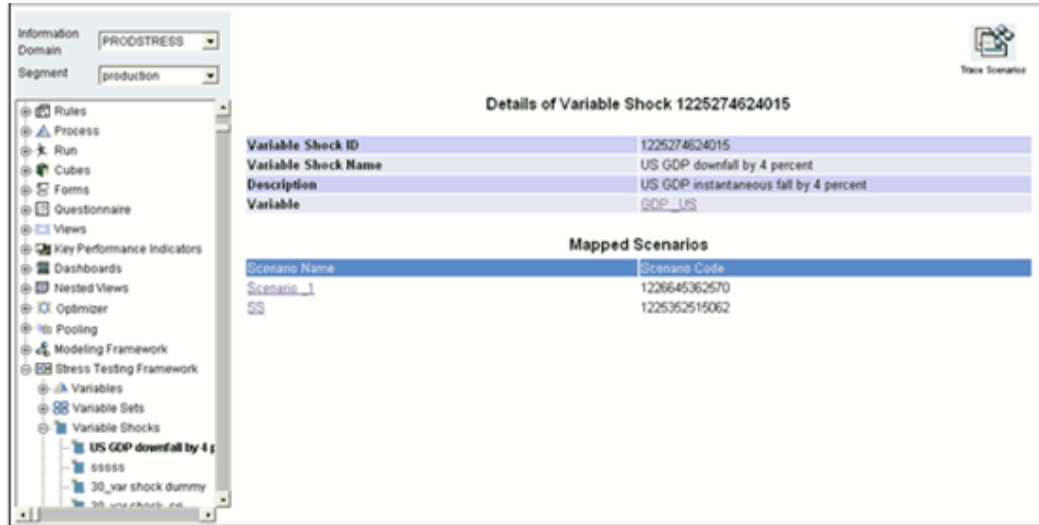 Information Domain PRODSTRESS
Segment production
Rules
Process
Run
Cubes
Forms
Questionnaire
Views
Key Performance Indicators
Dashboards
Nested Views
Optimizer
Pooling
Modeling Framework
Stress Testing Framework
Variables
Variable Sets
Variable Shocks
US GDP downfall by 4 p
sssss
30_var shock dummy
Trace Scenarios
Details of Variable Shock 1225274624015
Variable Shock ID 1225274624015
Variable Shock Name US GDP downfall by 4 percent
Description US GDP instantaneous fall by 4 percent
Variable GDP_US
Mapped Scenarios
Scenario Name Scenario Code
Scenario_1 1226645362570
SS 1225352515062